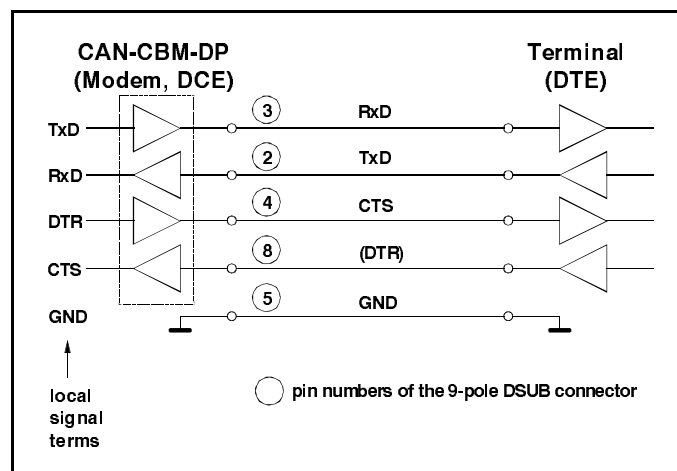 CAN-CBM-DP
(Modem, DCE)
Terminal
(DTE)
TxD
3
RxD
RxD
2
TxD
DTR
4
CTS
CTS
8
(DTR)
GND
5
GND
local
signal
terms
pin numbers of the 9-pole DSUB connector